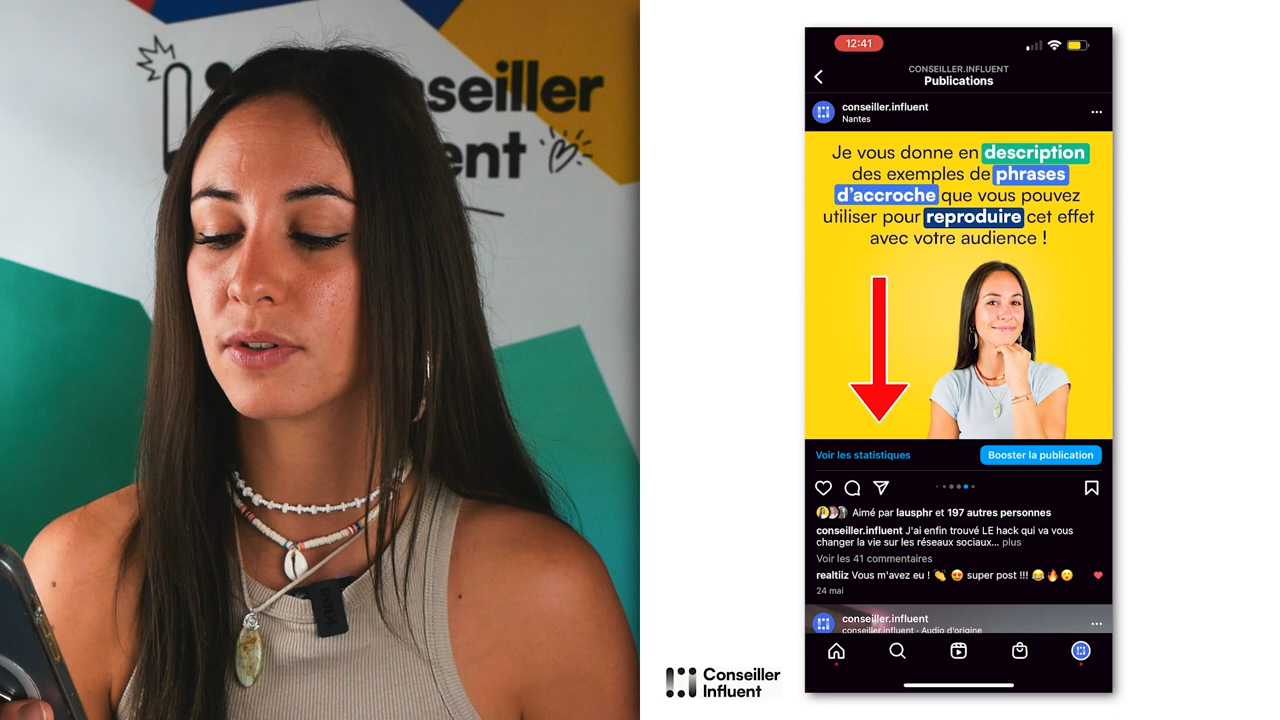 seiller
ent
RØDE
12:41
CONSEILLER.INFLUENT
Publications
conseiller.influent
Nantes
Je vous donne en description
des exemples de phrases
d'accroche que vous pouvez
utiliser pour reproduire cet effet
avec votre audience !
Voir les statistiques
Booster la publication
Aimé par lausphr et 197 autres personnes
conseiller.influent J'ai enfin trouvé LE hack qui va vous
changer la vie sur les réseaux sociaux... plus
Voir les 41 commentaires
realtiiz Vous m'avez eu ! 👏 😍 super post !!! 😂🔥😮
24 mai
conseiller.influent
conseiller.influent · Audio d'origine
Conseiller
Influent